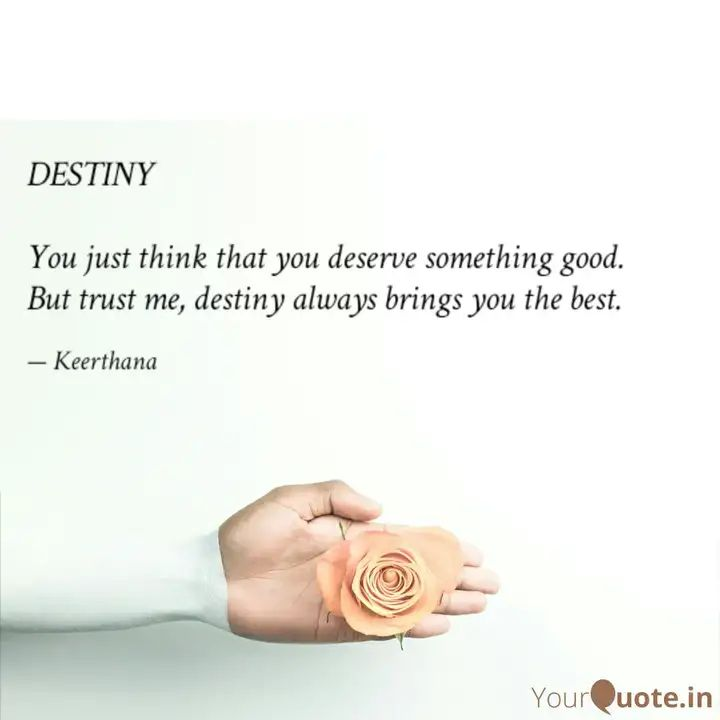 DESTINY
You just think that you deserve something good.
But trust me, destiny always brings you the best.
— Keerthana
YourQuote.in